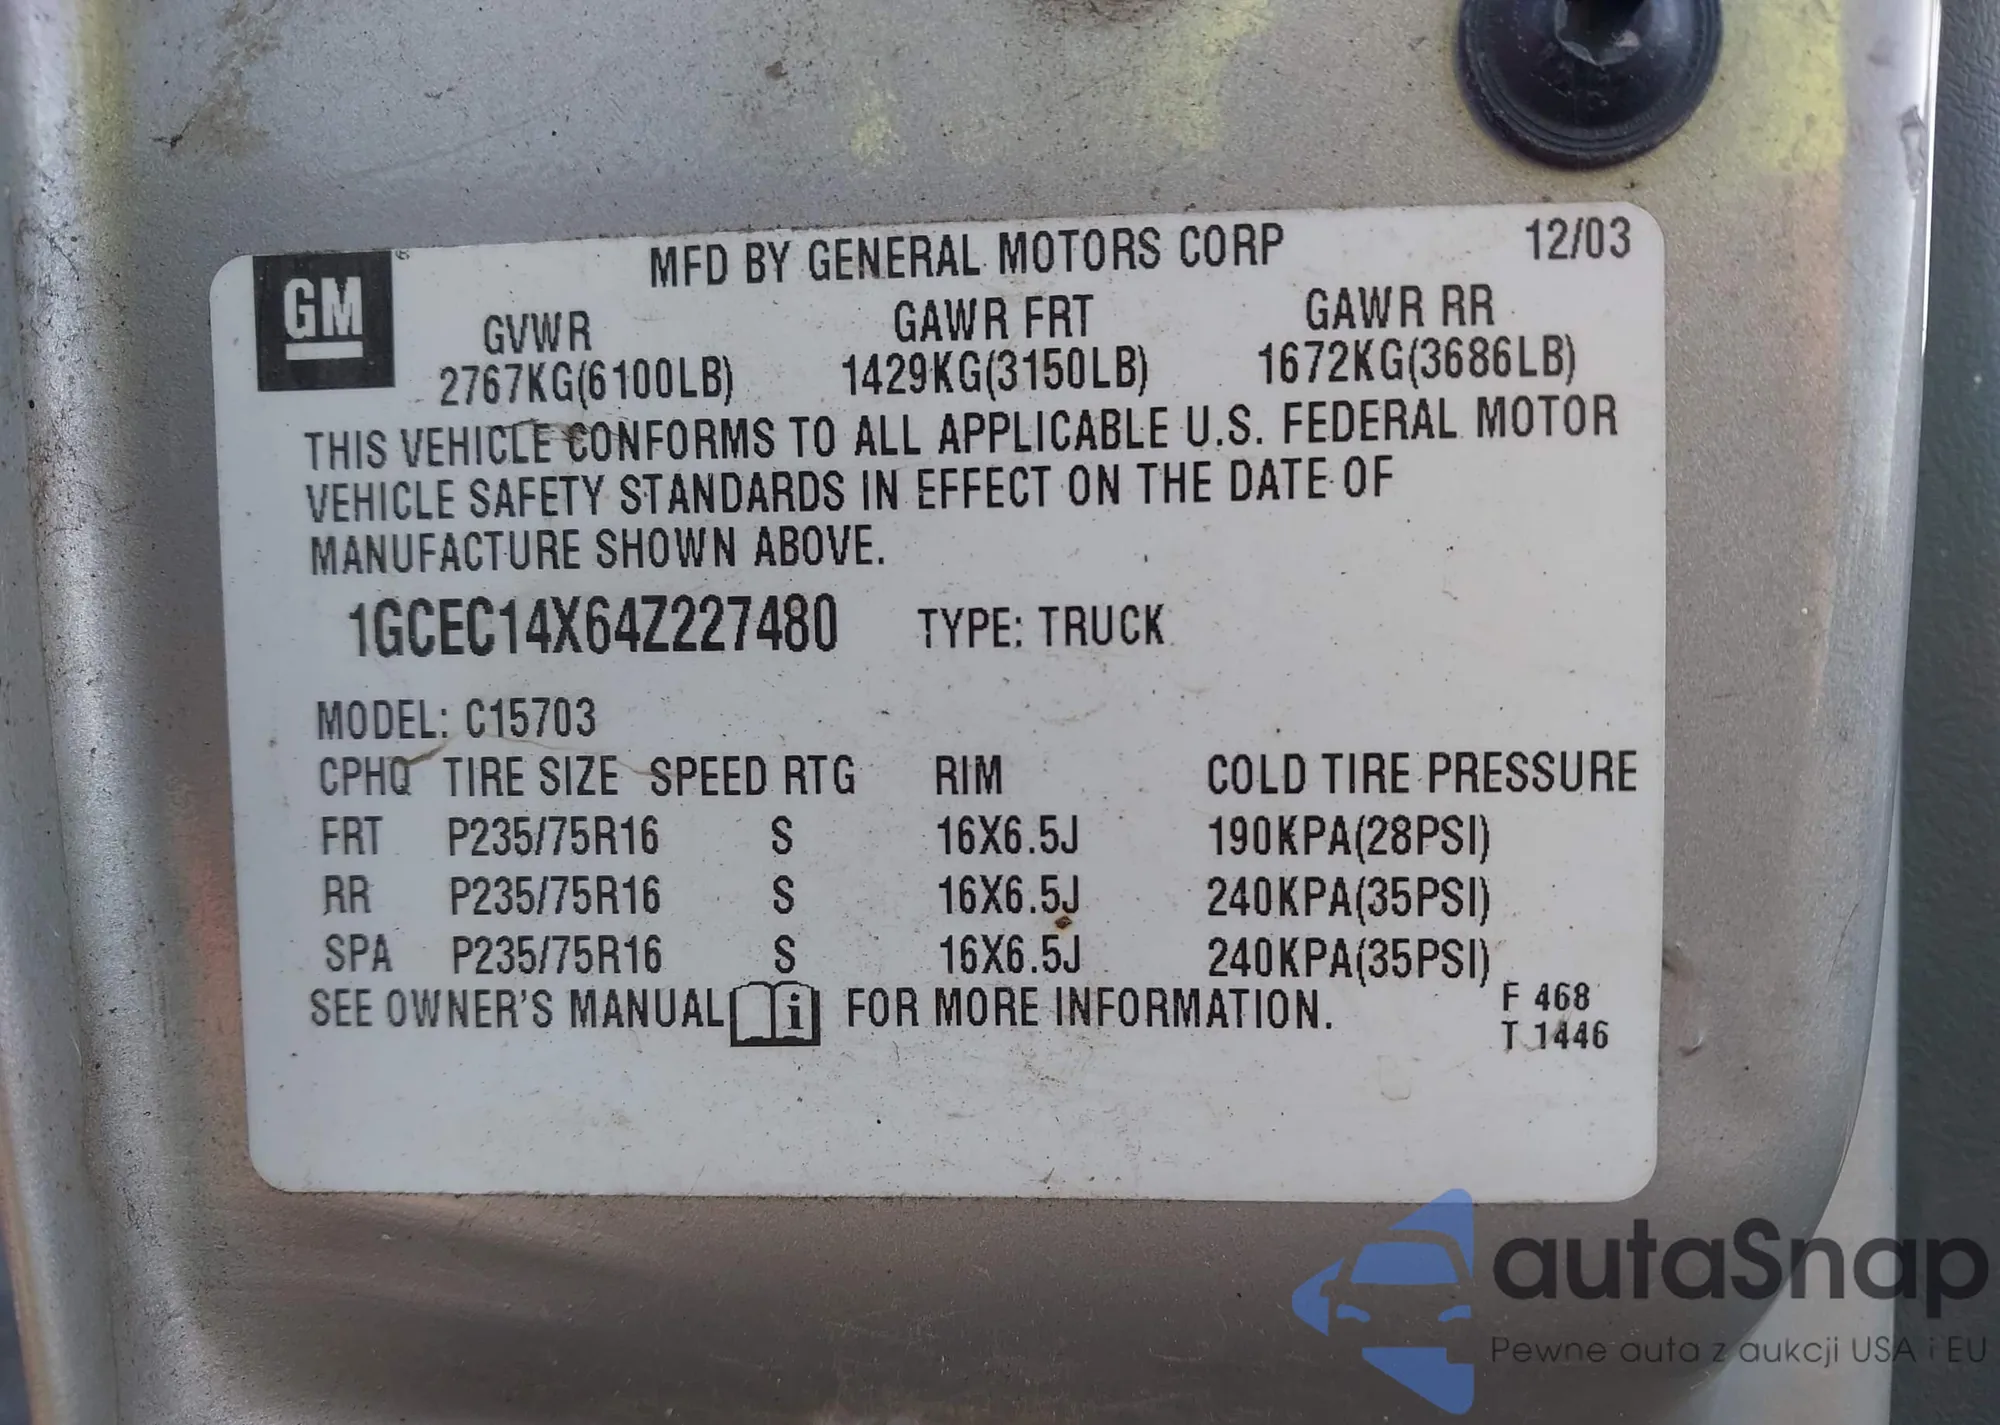 GM ®
MFD BY GENERAL MOTORS CORP 12/03
GVWR GAWR FRT GAWR RR
2767KG(6100LB) 1429KG(3150LB) 1672KG(3686LB)
THIS VEHICLE CONFORMS TO ALL APPLICABLE U.S. FEDERAL MOTOR
VEHICLE SAFETY STANDARDS IN EFFECT ON THE DATE OF
MANUFACTURE SHOWN ABOVE.
1GCEC14X64Z227480 TYPE: TRUCK
MODEL: C15703
CPHQ TIRE SIZE SPEED RTG RIM COLD TIRE PRESSURE
FRT P235/75R16 S 16X6.5J 190KPA(28PSI)
RR P235/75R16 S 16X6.5J 240KPA(35PSI)
SPA P235/75R16 S 16X6.5J 240KPA(35PSI)
SEE OWNER'S MANUAL i FOR MORE INFORMATION.
F 468
T 1446
autaSnap
Pewne auta z aukcji USA i EU